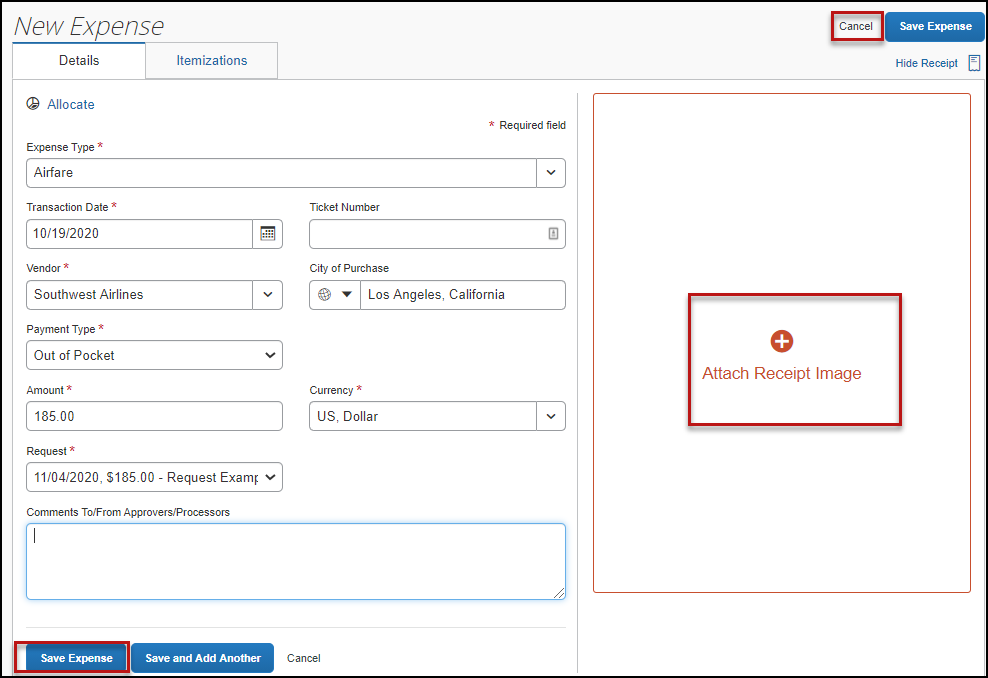 New Expense
Cancel
Save Expense
Details
Itemizations
Hide Receipt
Allocate
* Required field
Expense Type *
Airfare
Transaction Date *
Ticket Number
10/19/2020
Vendor *
City of Purchase
Southwest Airlines
Los Angeles, California
Payment Type *
Out of Pocket
Attach Receipt Image
Amount *
Currency *
185.00
US, Dollar
Request *
11/04/2020, $185.00 - Request Examp
Comments To/From Approvers/Processors
Save Expense
Save and Add Another
Cancel